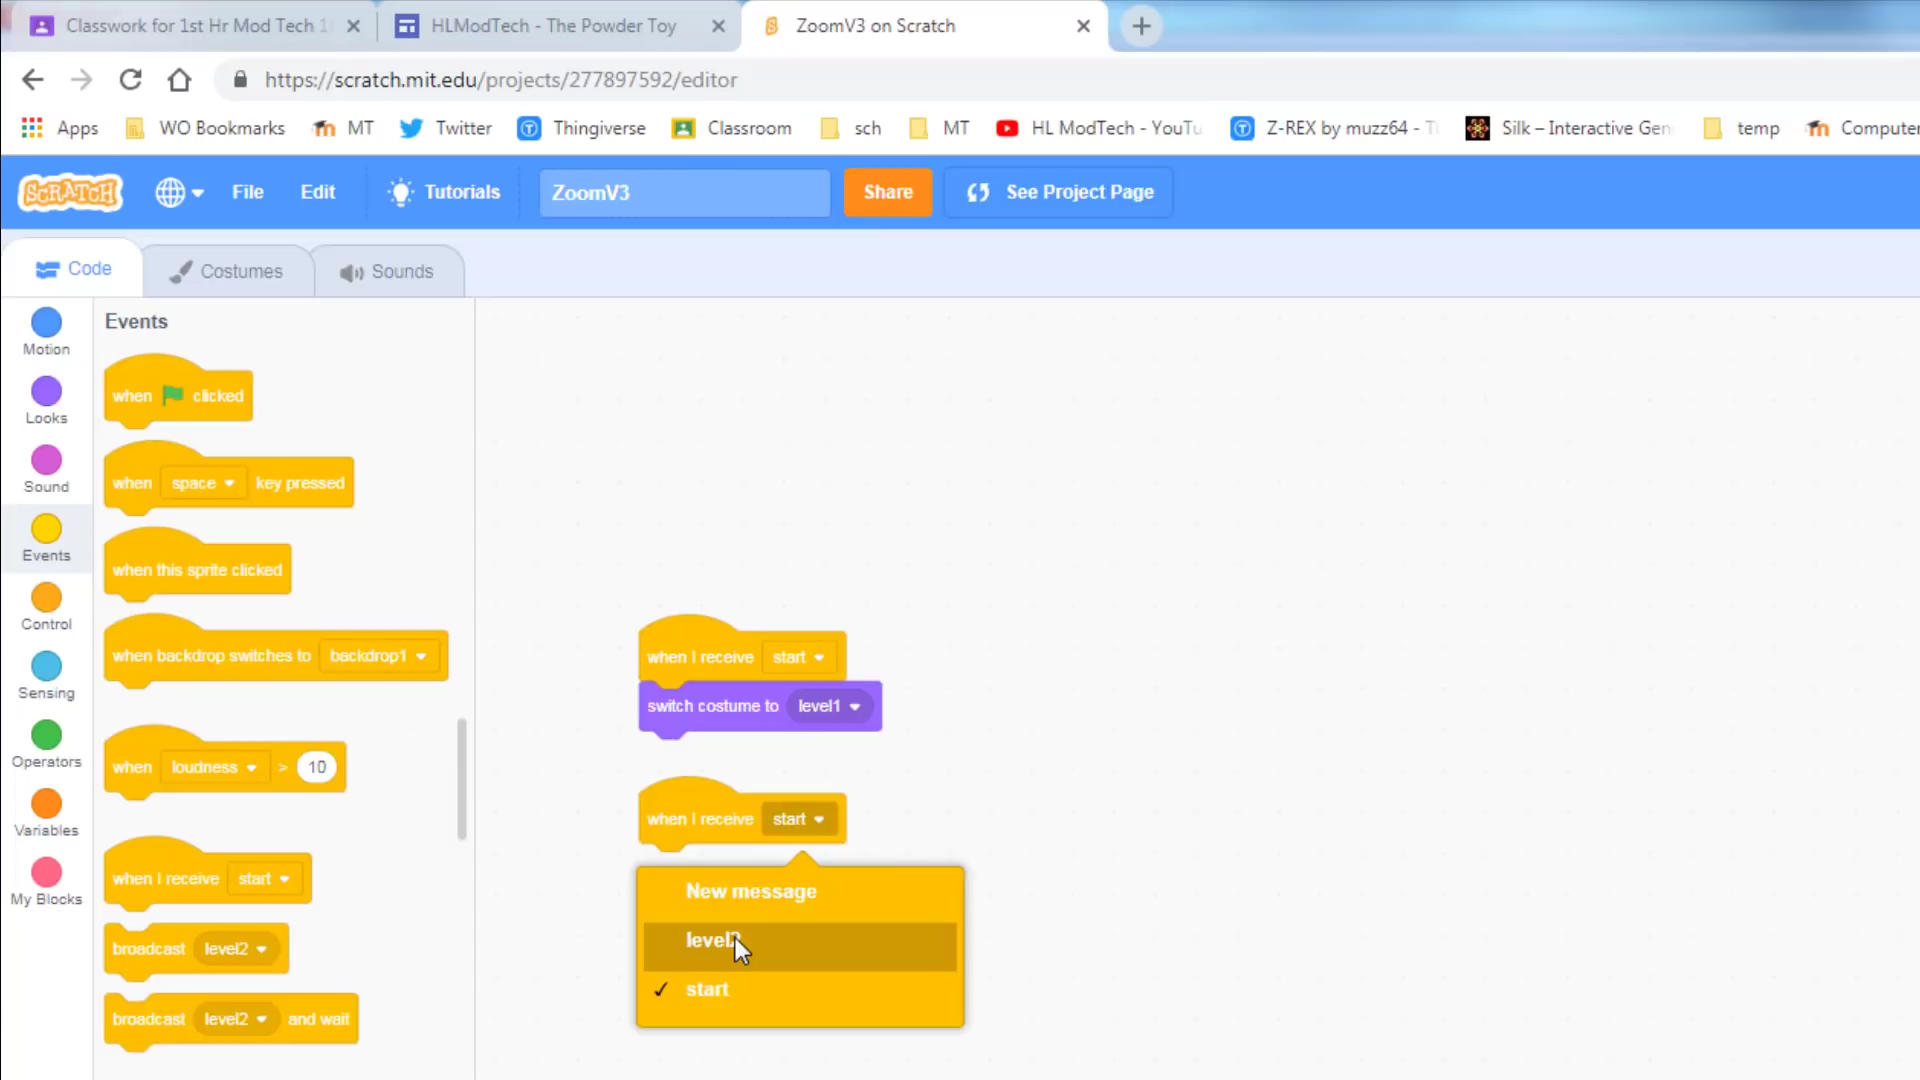 Classwork for 1st Hr Mod Tech 1
HLModTech - The Powder Toy
ZoomV3 on Scratch
https://scratch.mit.edu/projects/277897592/editor
Apps
WO Bookmarks
MT
Twitter
Thingiverse
Classroom
sch
MT
HL ModTech - YouTu
Z-REX by muzz64 - T
Silk – Interactive Gen
temp
Computer
SCRATCH
File
Edit
Tutorials
ZoomV3
Share
See Project Page
Code
Costumes
Sounds
Motion
Looks
Sound
Events
Control
Sensing
Operators
Variables
My Blocks
Events
when clicked
when space key pressed
when this sprite clicked
when backdrop switches to backdrop1
when loudness > 10
when I receive start
broadcast level2
broadcast level2 and wait
when I receive start
switch costume to level1
when I receive start
New message
level2
✓ start